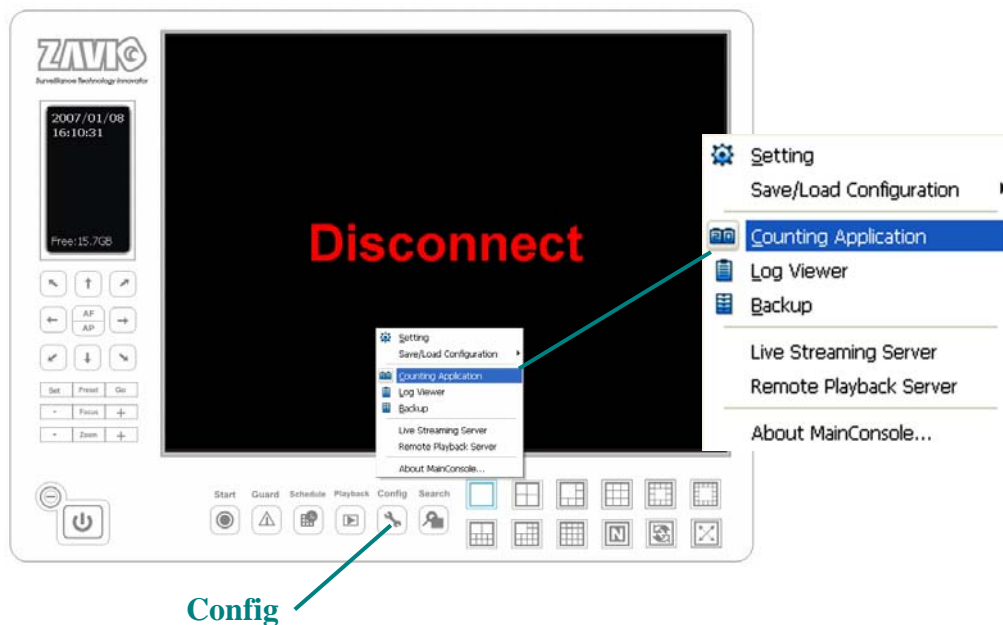 ZAVIO
Surveillance Technology Innovator
2007/01/08
16:10:31
Free:15.7GB
AF
AP
Set Preset Go
- Focus +
- Zoom +
Disconnect
Setting
Save/Load Configuration
Counting Application
Log Viewer
Backup
Live Streaming Server
Remote Playback Server
About MainConsole...
Setting
Save/Load Configuration
Counting Application
Log Viewer
Backup
Live Streaming Server
Remote Playback Server
About MainConsole...
Start Guard Schedule Playback Config Search
N
Config